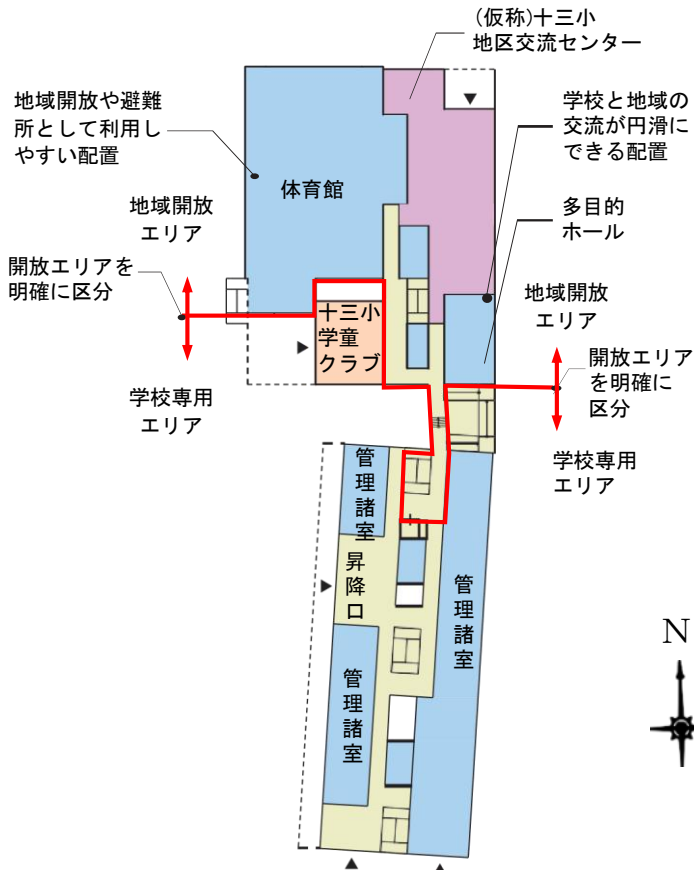 (仮称)十三小
地区交流センター
地域開放や避難
所として利用し
やすい配置
学校と地域の
交流が円滑に
できる配置
体育館
多目的
ホール
地域開放
エリア
開放エリアを
明確に区分
地域開放
エリア
十三小
学童
クラブ
開放エリア
を明確に
区分
学校専用
エリア
学校専用
エリア
管理諸室
昇降口
管理諸室
管理諸室
N